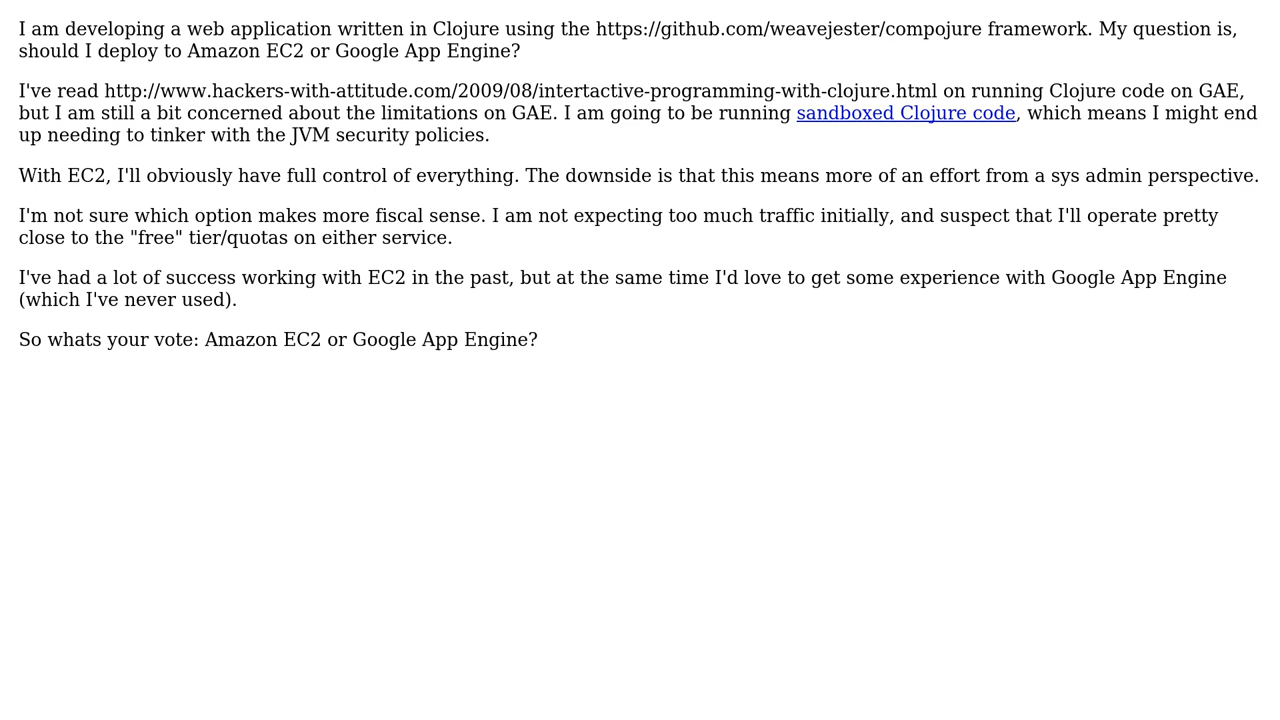 I am developing a web application written in Clojure using the https://github.com/weavejester/compojure framework. My question is,
should I deploy to Amazon EC2 or Google App Engine?
I've read http://www.hackers-with-attitude.com/2009/08/intertactive-programming-with-clojure.html on running Clojure code on GAE,
but I am still a bit concerned about the limitations on GAE. I am going to be running sandboxed Clojure code, which means I might end
up needing to tinker with the JVM security policies.
With EC2, I'll obviously have full control of everything. The downside is that this means more of an effort from a sys admin perspective.
I'm not sure which option makes more fiscal sense. I am not expecting too much traffic initially, and suspect that I'll operate pretty
close to the "free" tier/quotas on either service.
I've had a lot of success working with EC2 in the past, but at the same time I'd love to get some experience with Google App Engine
(which I've never used).
So whats your vote: Amazon EC2 or Google App Engine?